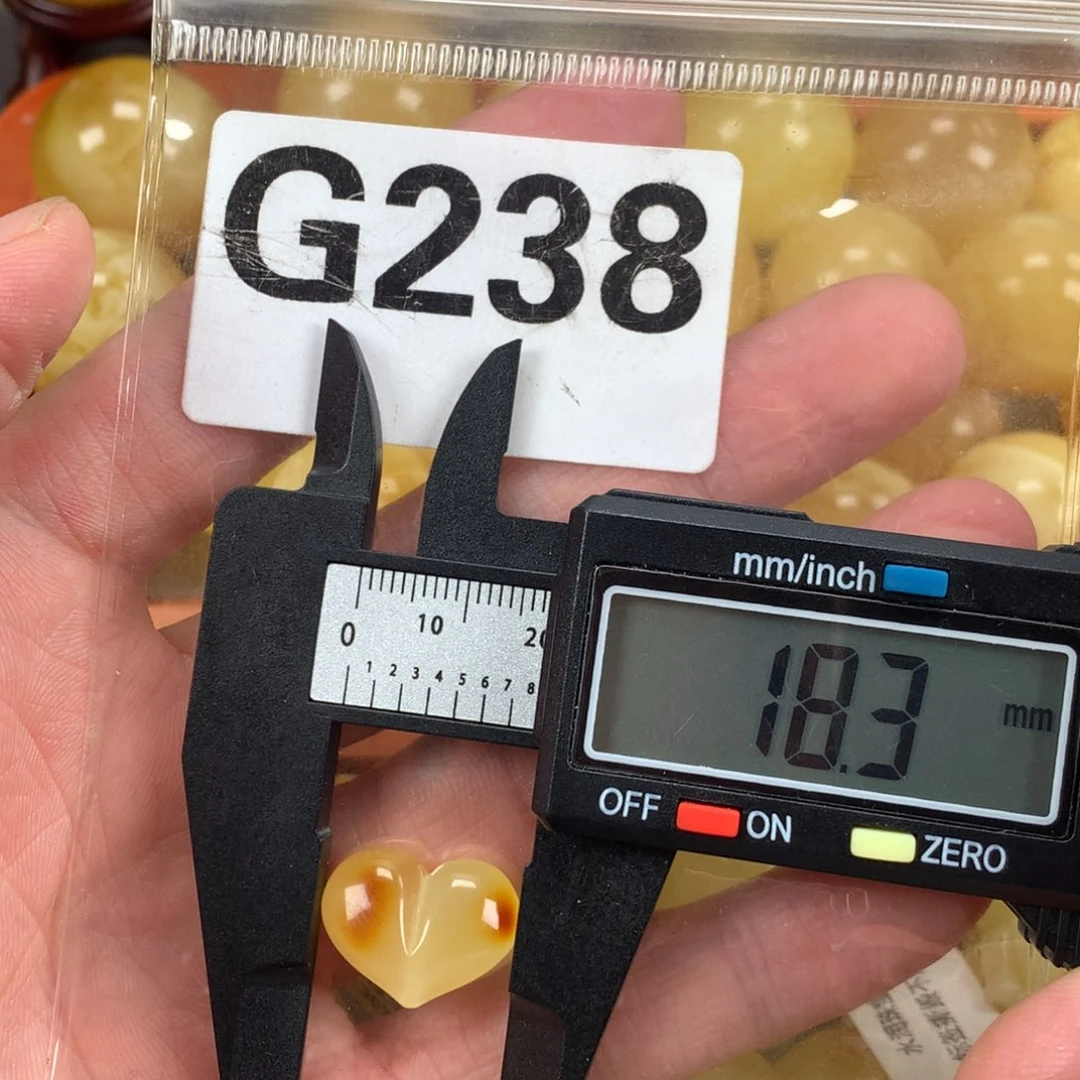 G238
mm/inch
0 10 20
1 2 3 4 5 6 7 8
18.3 mm
OFF ON ZERO